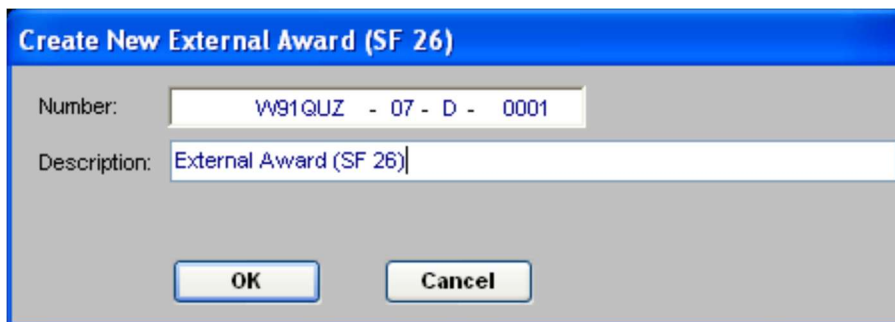 Create New External Award (SF 26)
Number: W91QUZ - 07 - D - 0001
Description: External Award (SF 26)
OK Cancel